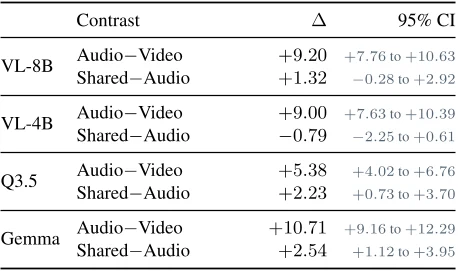 Contrast Δ 95% CI
VL-8B Audio−Video +9.20 +7.76 to +10.63
Shared−Audio +1.32 −0.28 to +2.92
VL-4B Audio−Video +9.00 +7.63 to +10.39
Shared−Audio −0.79 −2.25 to +0.61
Q3.5 Audio−Video +5.38 +4.02 to +6.76
Shared−Audio +2.23 +0.73 to +3.70
Gemma Audio−Video +10.71 +9.16 to +12.29
Shared−Audio +2.54 +1.12 to +3.95